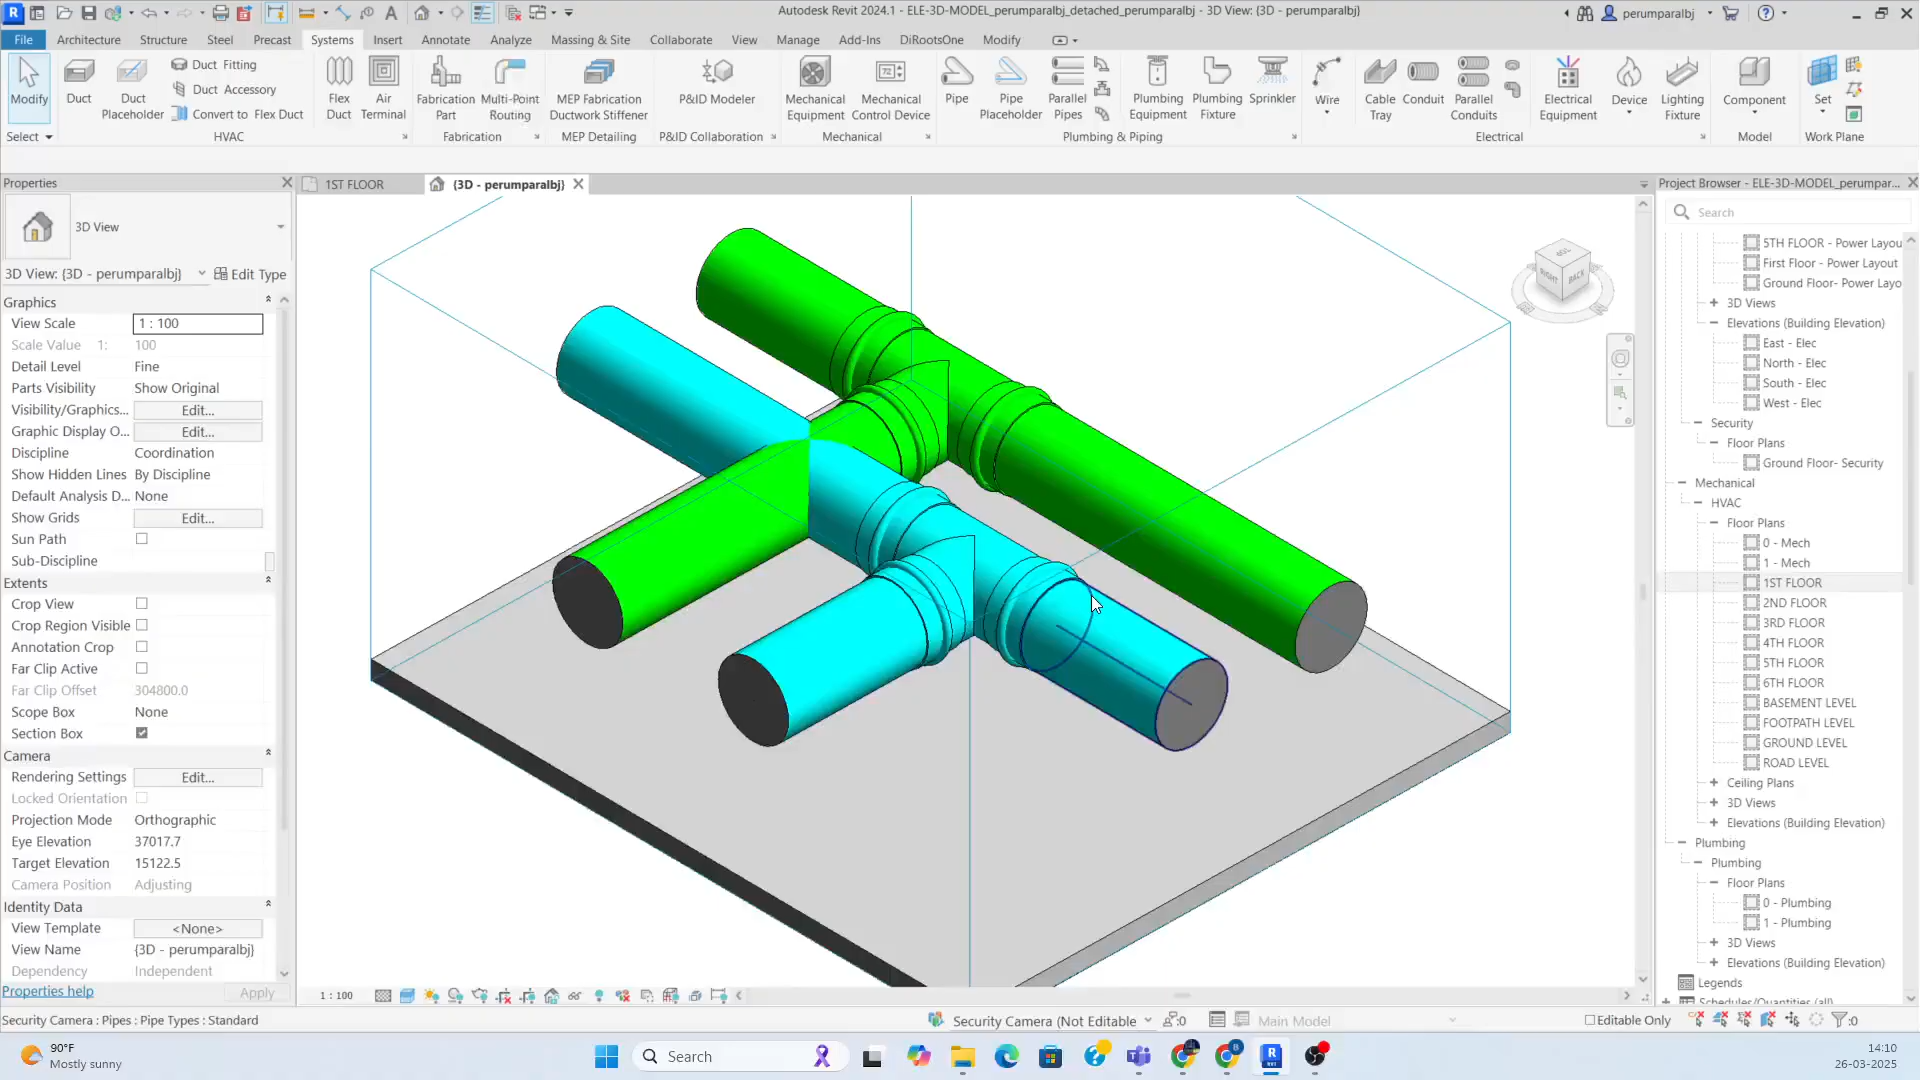 Autodesk Revit 2024.1 - ELE-3D-MODEL_perumparalbj_detached_perumparalbj - 3D View: {3D - perumparalbj}
perumparalbj
File Architecture Structure Steel Precast Systems Insert Annotate Analyze Massing & Site Collaborate View Manage Add-Ins DiRootsOne Modify
Modify
Select
Duct
Duct Placeholder
Duct Fitting
Duct Accessory
Convert to Flex Duct
Flex Duct
Air Terminal
HVAC
Fabrication Part
Multi-Point Routing
Fabrication
MEP Fabrication Ductwork Stiffener
MEP Detailing
P&ID Modeler
P&ID Collaboration
Mechanical Equipment
Mechanical Control Device
Mechanical
Pipe
Pipe Placeholder
Parallel Pipes
Plumbing Equipment
Plumbing Fixture
Sprinkler
Plumbing & Piping
Wire
Cable Tray
Conduit
Parallel Conduits
Electrical Equipment
Device
Lighting Fixture
Electrical
Component
Model
Set
Work Plane
Properties
1ST FLOOR
{3D - perumparalbj}
Project Browser - ELE-3D-MODEL_perumpar...
3D View
3D View: {3D - perumparalbj}
Edit Type
Graphics
View Scale 1 : 100
Scale Value 1: 100
Detail Level Fine
Parts Visibility Show Original
Visibility/Graphics... Edit...
Graphic Display O... Edit...
Discipline Coordination
Show Hidden Lines By Discipline
Default Analysis D... None
Show Grids Edit...
Sun Path
Sub-Discipline
Extents
Crop View
Crop Region Visible
Annotation Crop
Far Clip Active
Far Clip Offset 304800.0
Scope Box None
Section Box
Camera
Rendering Settings Edit...
Locked Orientation
Projection Mode Orthographic
Eye Elevation 37017.7
Target Elevation 15122.5
Camera Position Adjusting
Identity Data
View Template <None>
View Name {3D - perumparalbj}
Dependency Independent
Properties help
Apply
RIGHT
BACK
Search
5TH FLOOR - Power Layou
First Floor - Power Layout
Ground Floor- Power Layo
3D Views
Elevations (Building Elevation)
East - Elec
North - Elec
South - Elec
West - Elec
Security
Floor Plans
Ground Floor- Security
Mechanical
HVAC
Floor Plans
0 - Mech
1 - Mech
1ST FLOOR
2ND FLOOR
3RD FLOOR
4TH FLOOR
5TH FLOOR
6TH FLOOR
BASEMENT LEVEL
FOOTPATH LEVEL
GROUND LEVEL
ROAD LEVEL
Ceiling Plans
3D Views
Elevations (Building Elevation)
Plumbing
Plumbing
Floor Plans
0 - Plumbing
1 - Plumbing
3D Views
Elevations (Building Elevation)
Legends
Schedules/Quantities (all)
1 : 100
Security Camera : Pipes : Pipe Types : Standard
Security Camera (Not Editable
:0
Main Model
Editable Only
:0
90°F
Mostly sunny
Search
14:10
26-03-2025